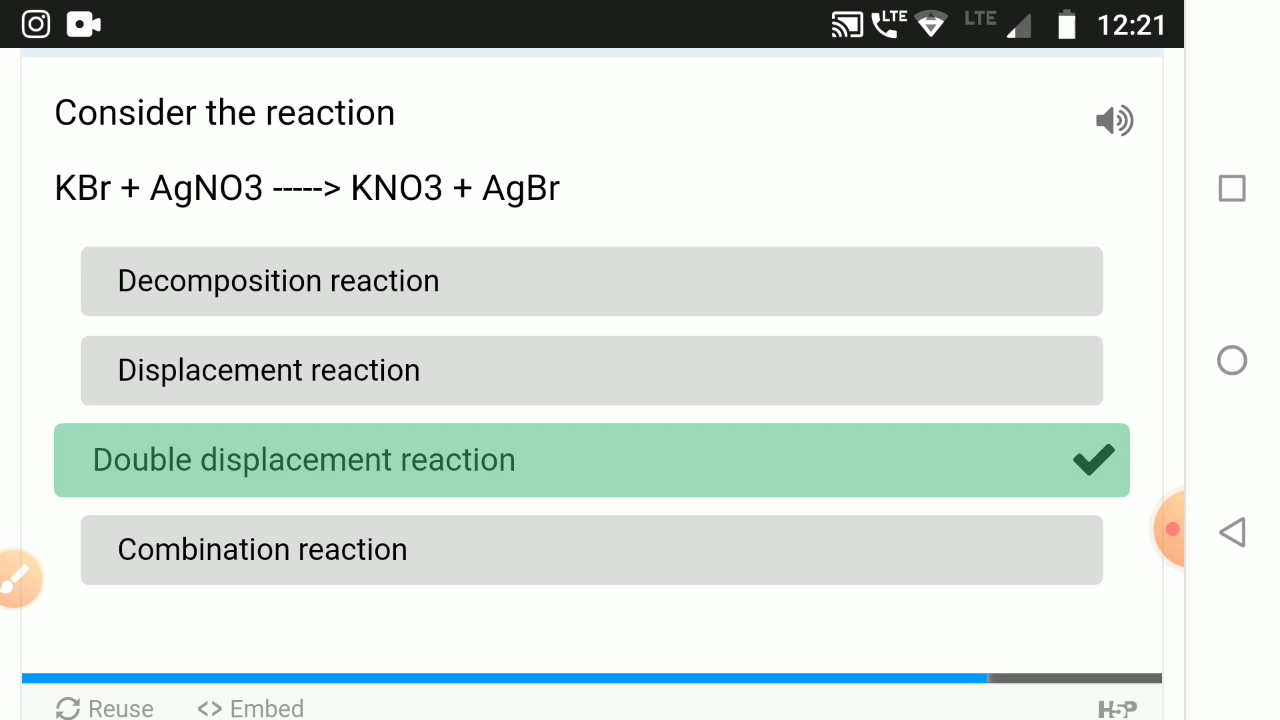 LTE LTE 12:21
Consider the reaction
KBr + AgNO3 -----> KNO3 + AgBr
Decomposition reaction
Displacement reaction
Double displacement reaction
Combination reaction
Reuse <> Embed H5P